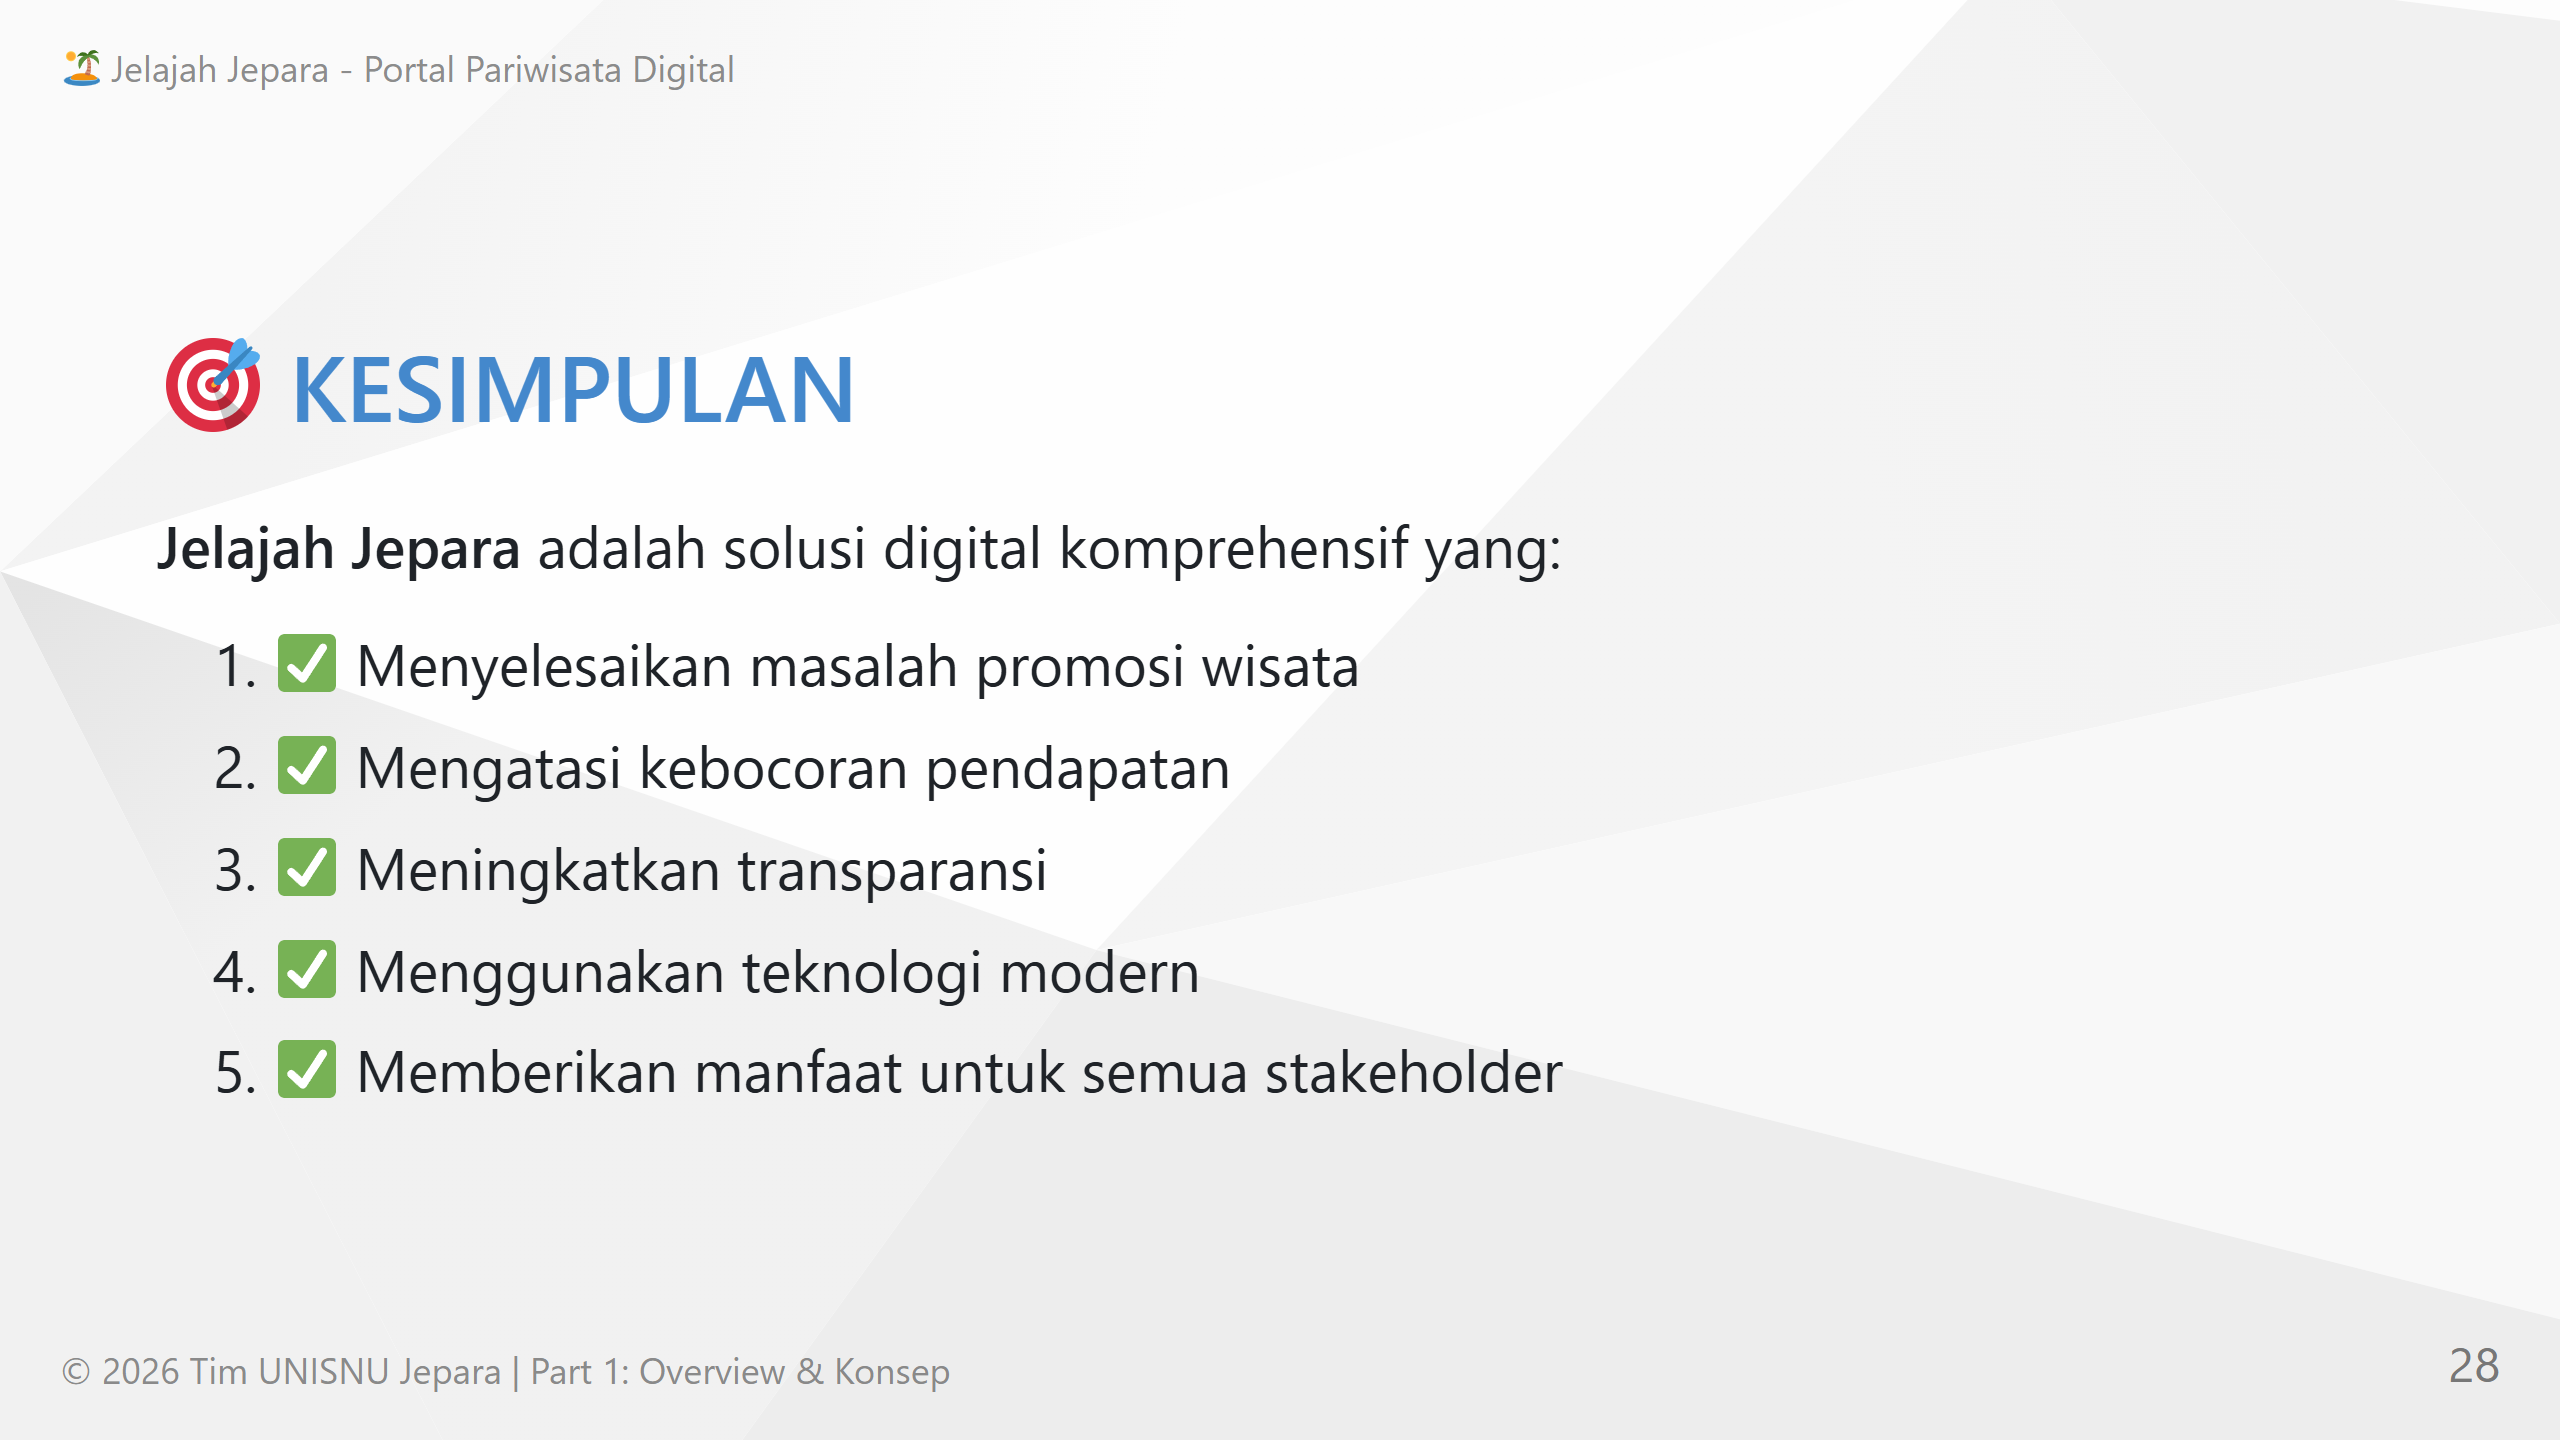 Jelajah Jepara - Portal Pariwisata Digital
KESIMPULAN
Jelajah Jepara adalah solusi digital komprehensif yang:
1. ✅ Menyelesaikan masalah promosi wisata
2. ✅ Mengatasi kebocoran pendapatan
3. ✅ Meningkatkan transparansi
4. ✅ Menggunakan teknologi modern
5. ✅ Memberikan manfaat untuk semua stakeholder
© 2026 Tim UNISNU Jepara | Part 1: Overview & Konsep
28